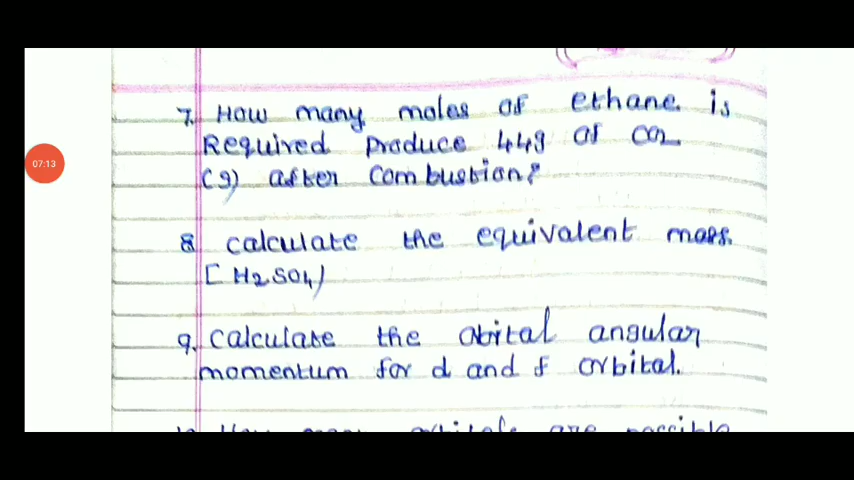 7. How many moles of ethane is
Required produce 44g of CO2
(g) after combustion?
8 calculate the equivalent mass.
[H2SO4)
9. Calculate the obital angular
momentum for d and f orbital.
07:13